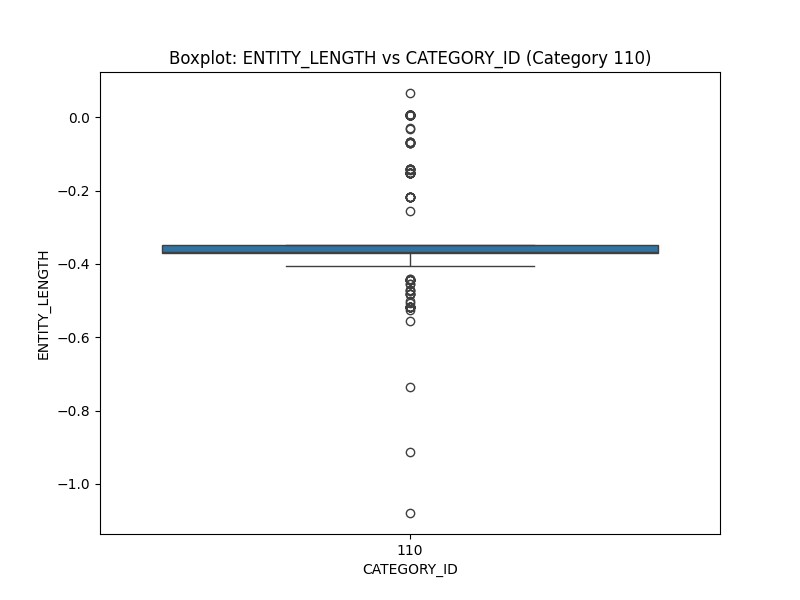 Boxplot: ENTITY_LENGTH vs CATEGORY_ID (Category 110)
ENTITY_LENGTH
0.0
−0.2
−0.4
−0.6
−0.8
−1.0
110
CATEGORY_ID